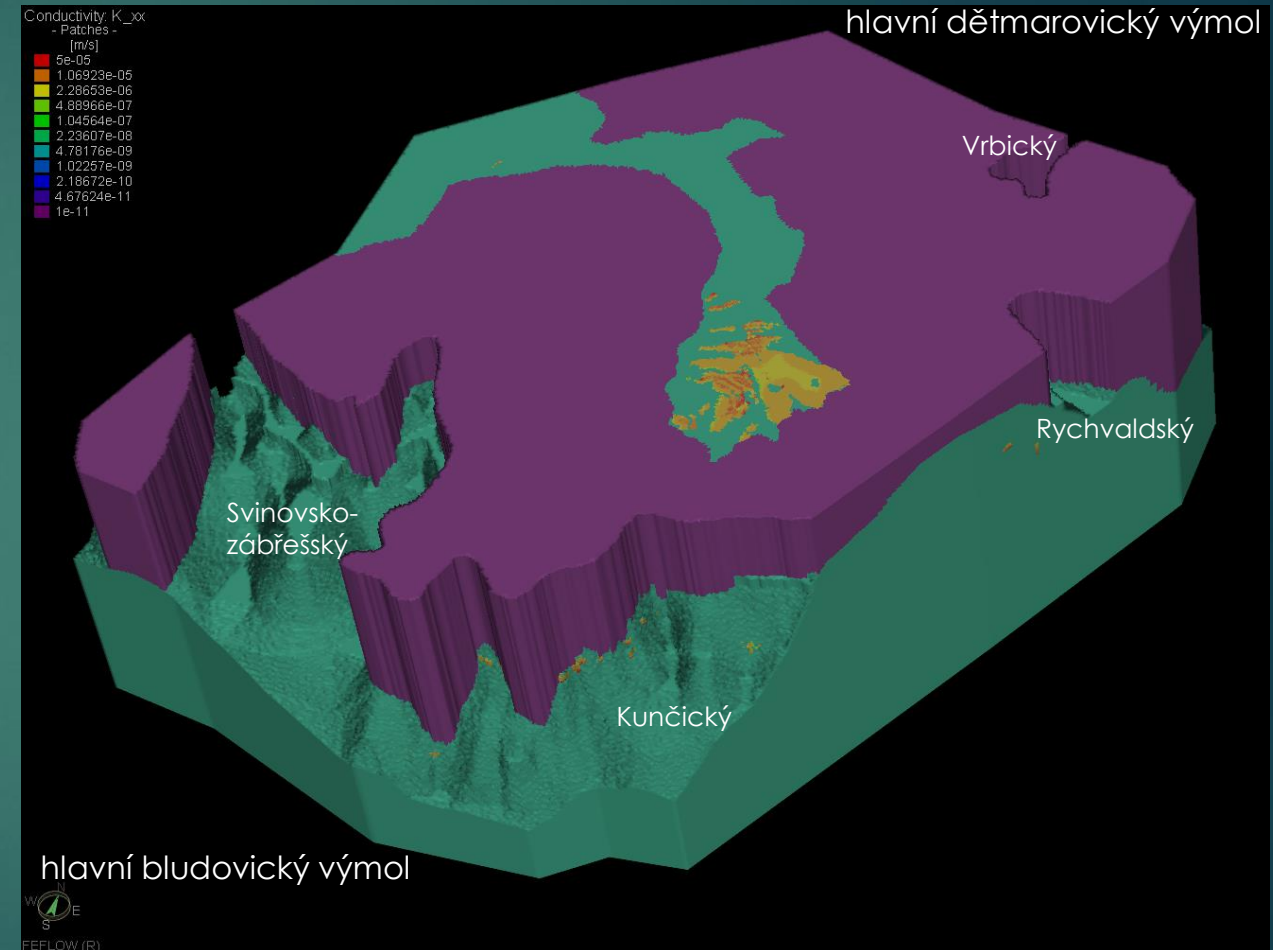 Conductivity: K_xx
- Patches -
[m/s]
5e-05
1.06923e-05
2.28653e-06
4.88966e-07
1.04564e-07
2.23607e-08
4.78176e-09
1.02257e-09
2.18672e-10
4.67624e-11
1e-11
hlavní dětmarovický výmol
Vrbický
Rychvaldský
Svinovsko-
zábřešský
Kunčický
hlavní bludovický výmol
N
W
E
S
FEFLOW (R)